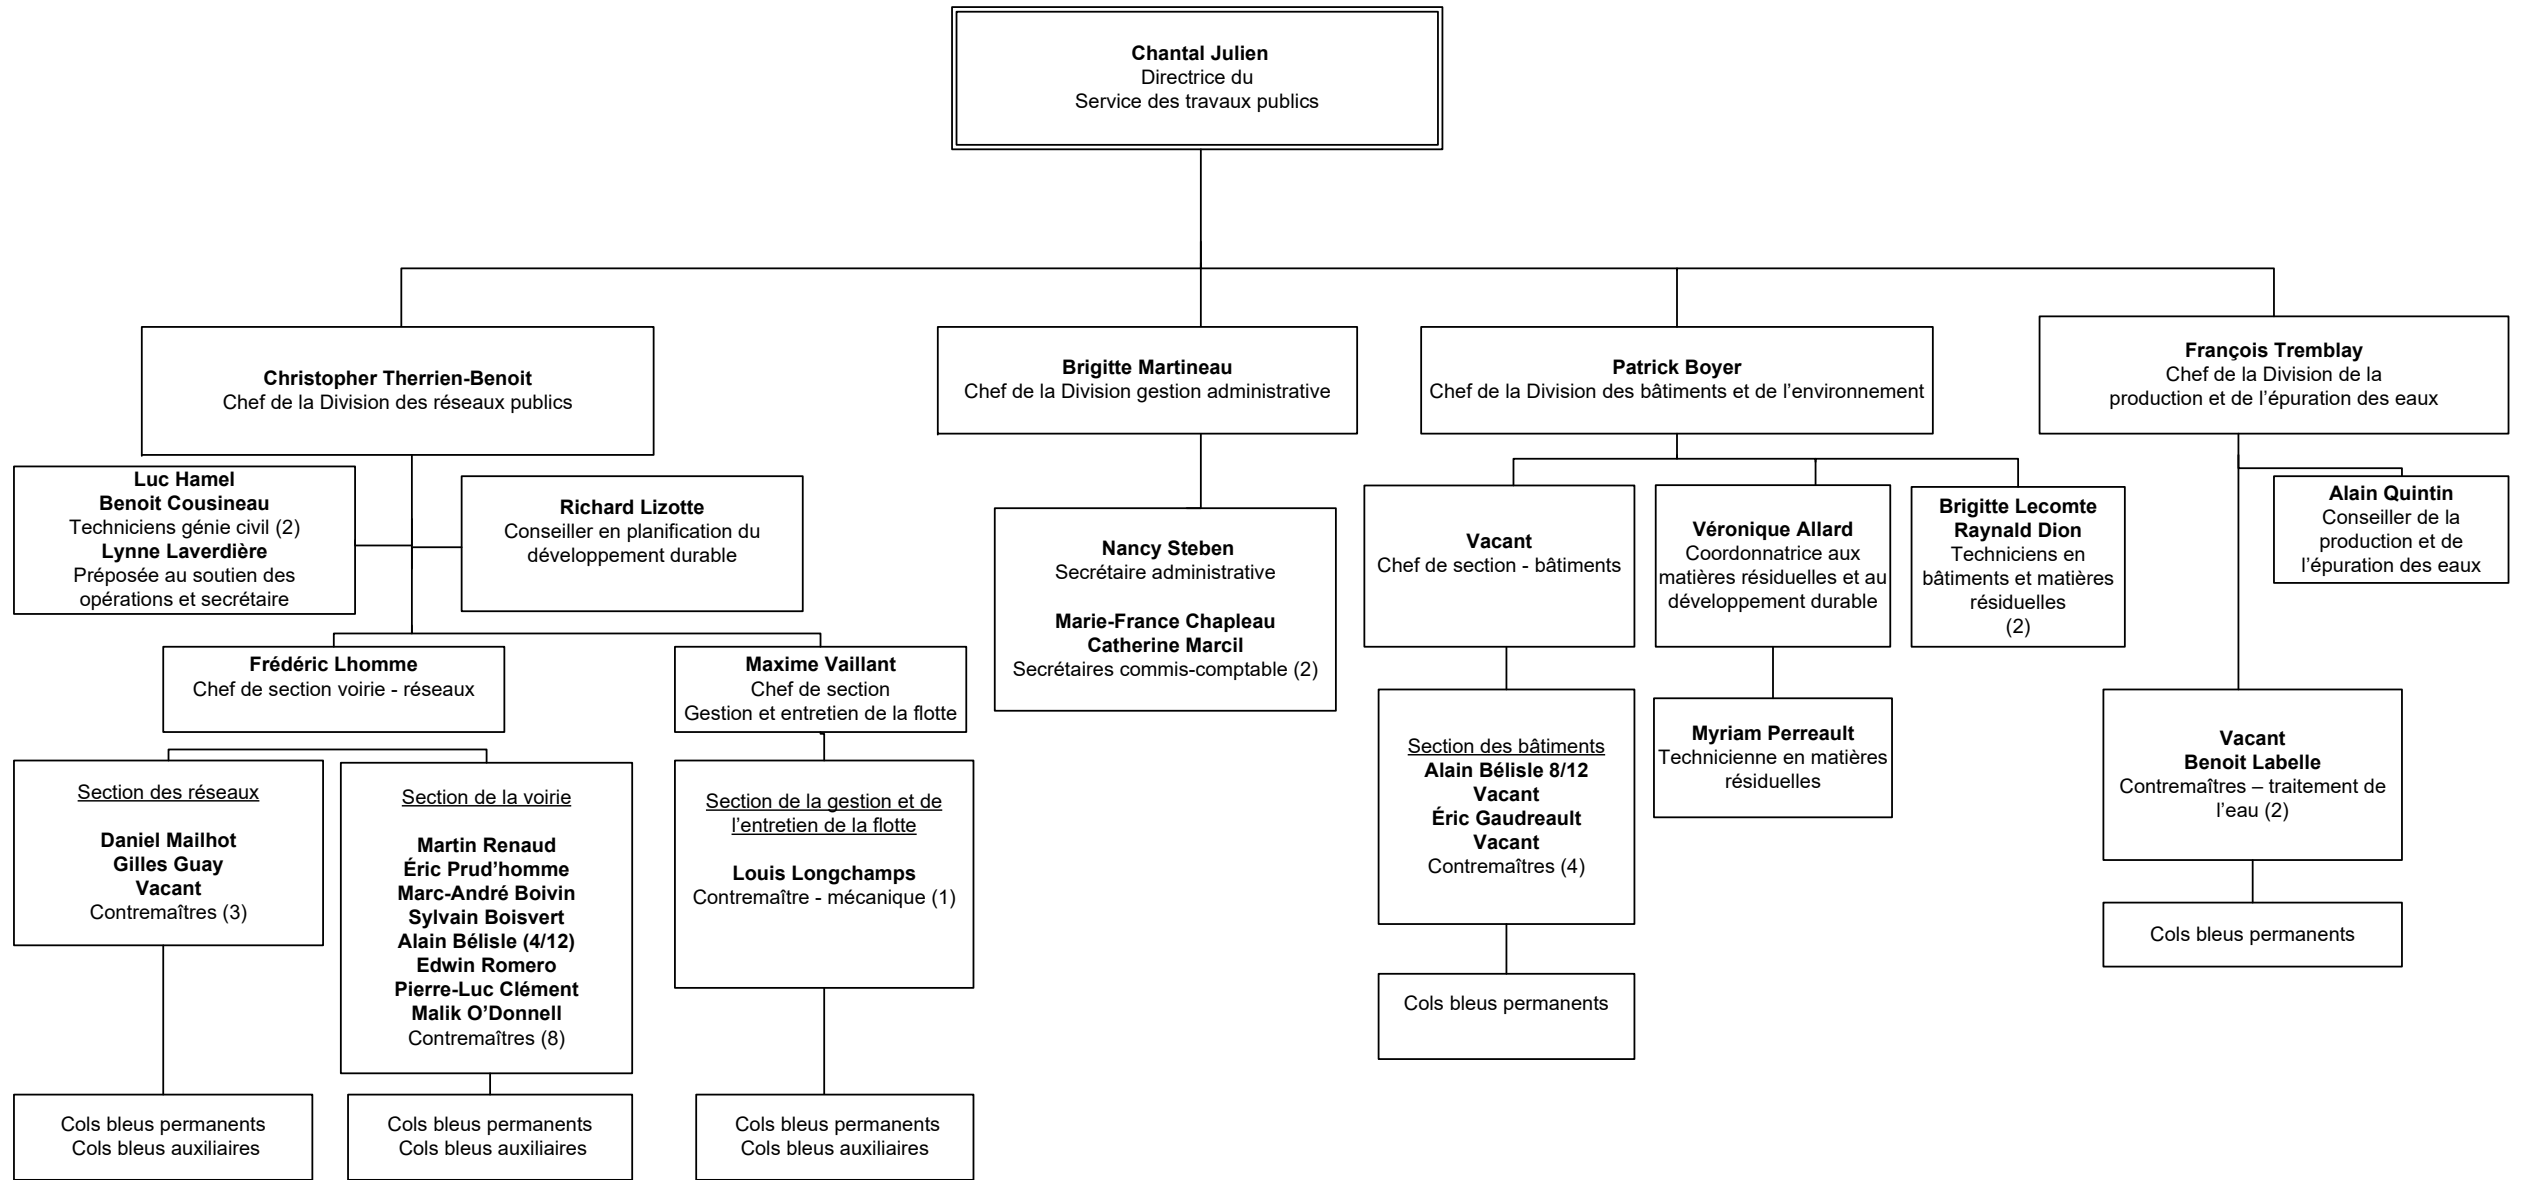 Chantal Julien
Directrice du
Service des travaux publics
Christopher Therrien-Benoit
Chef de la Division des réseaux publics
Brigitte Martineau
Chef de la Division gestion administrative
Patrick Boyer
Chef de la Division des bâtiments et de l’environnement
François Tremblay
Chef de la Division de la
production et de l’épuration des eaux
Luc Hamel
Benoit Cousineau
Techniciens génie civil (2)
Lynne Laverdière
Préposée au soutien des
opérations et secrétaire
Richard Lizotte
Conseiller en planification du
développement durable
Nancy Steben
Secrétaire administrative
Marie-France Chapleau
Catherine Marcil
Secrétaires commis-comptable (2)
Vacant
Chef de section - bâtiments
Véronique Allard
Coordonnatrice aux
matières résiduelles et au
développement durable
Brigitte Lecomte
Raynald Dion
Techniciens en
bâtiments et matières
résiduelles
(2)
Alain Quintin
Conseiller de la
production et de
l’épuration des eaux
Frédéric Lhomme
Chef de section voirie - réseaux
Maxime Vaillant
Chef de section
Gestion et entretien de la flotte
Section des réseaux
Daniel Mailhot
Gilles Guay
Vacant
Contremaîtres (3)
Section de la voirie
Martin Renaud
Éric Prud’homme
Marc-André Boivin
Sylvain Boisvert
Alain Bélisle (4/12)
Edwin Romero
Pierre-Luc Clément
Malik O’Donnell
Contremaîtres (8)
Section de la gestion et de
l’entretien de la flotte
Louis Longchamps
Contremaître - mécanique (1)
Section des bâtiments
Alain Bélisle 8/12
Vacant
Éric Gaudreault
Vacant
Contremaîtres (4)
Myriam Perreault
Technicienne en matières
résiduelles
Vacant
Benoit Labelle
Contremaîtres – traitement de
l’eau (2)
Cols bleus permanents
Cols bleus auxiliaires
Cols bleus permanents
Cols bleus auxiliaires
Cols bleus permanents
Cols bleus auxiliaires
Cols bleus permanents
Cols bleus permanents